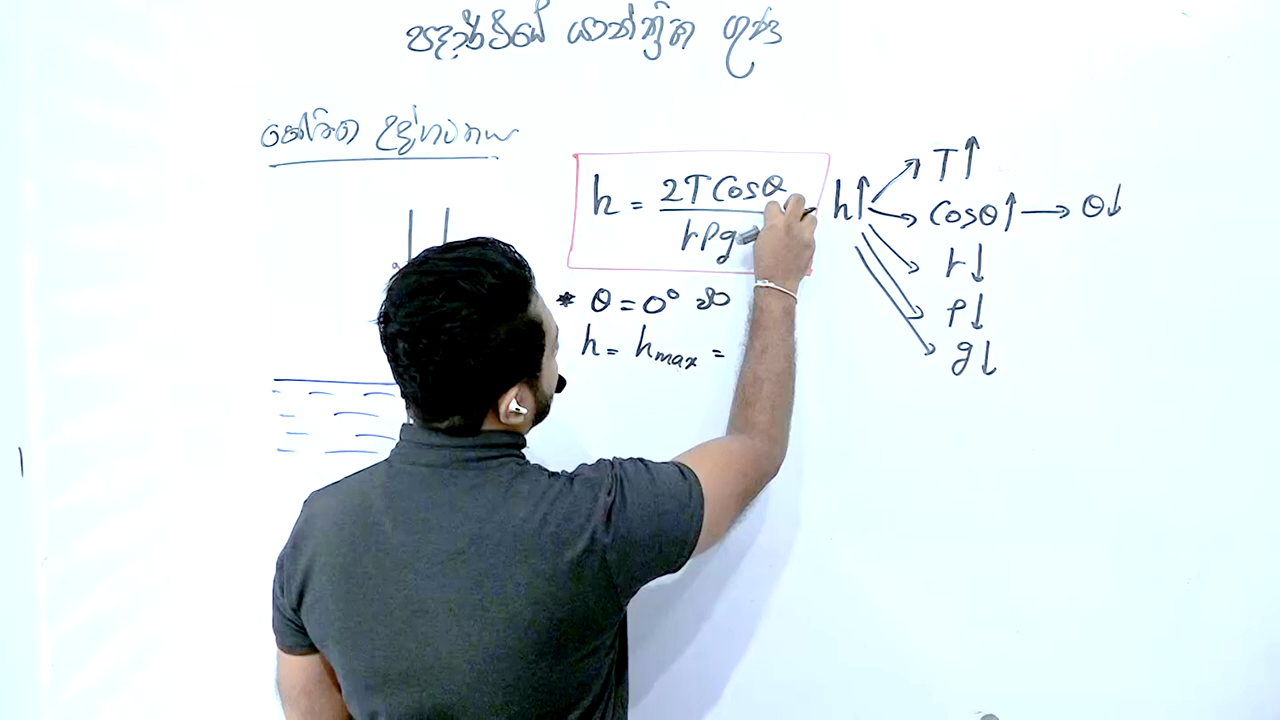 පදාර්ථයේ යාන්ත්‍රික ගුණ
කේශික උද්ගමනය
h = 2T Cosθ / rρg
h↑ → T↑
→ Cosθ↑ → θ↓
→ r↓
→ ρ↓
→ g↓
* θ = 0° නම්
h = hmax =